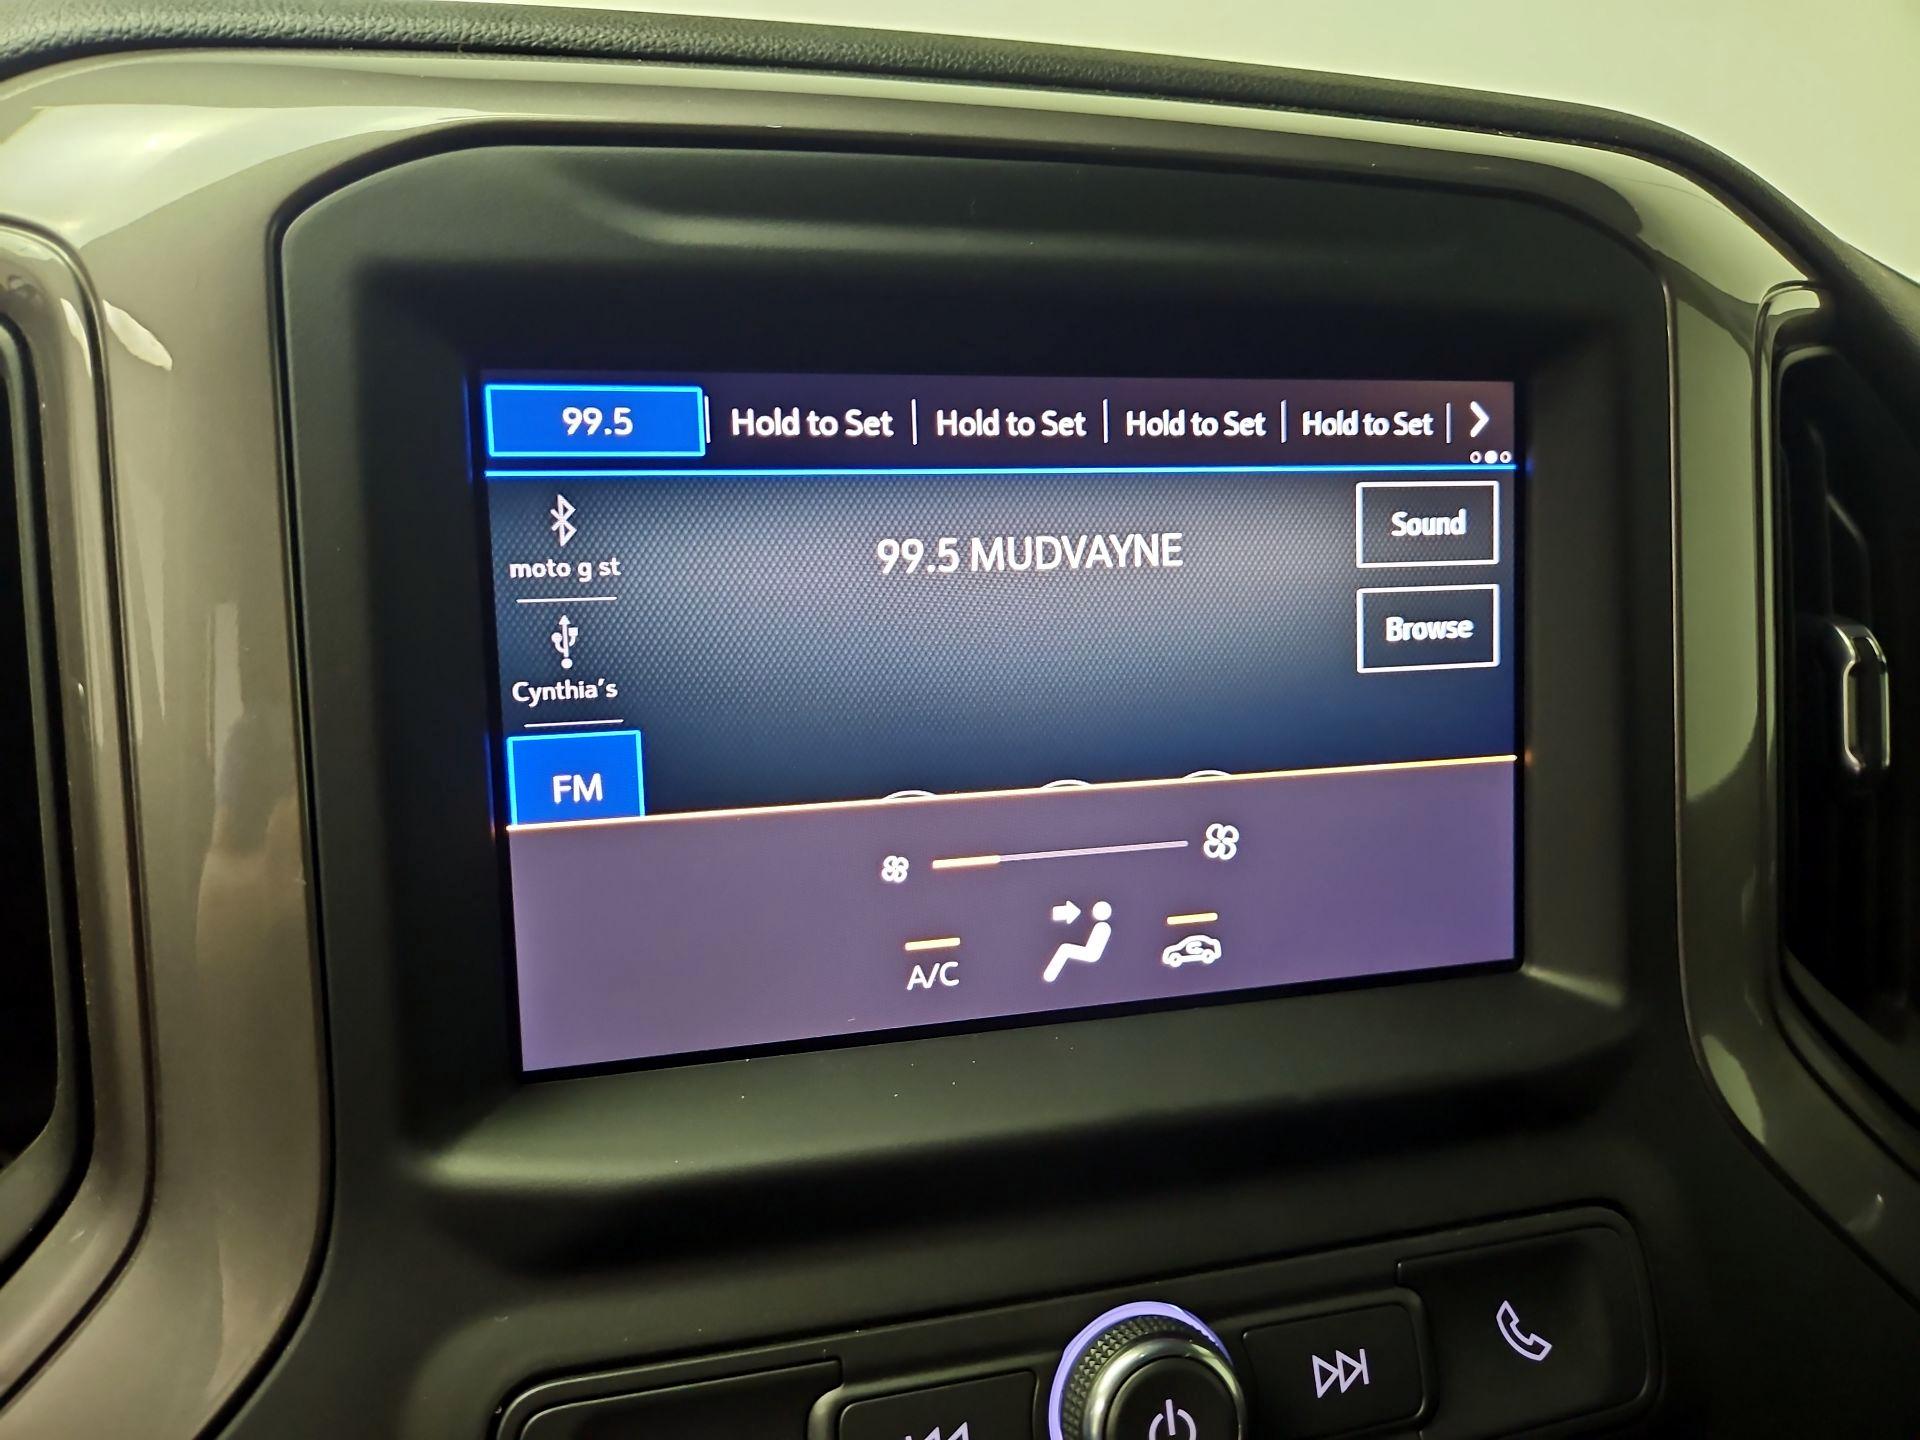 99.5 | Hold to Set | Hold to Set | Hold to Set | Hold to Set |
moto g st
99.5 MUDVAYNE
Sound
Browse
Cynthia's
FM
A/C